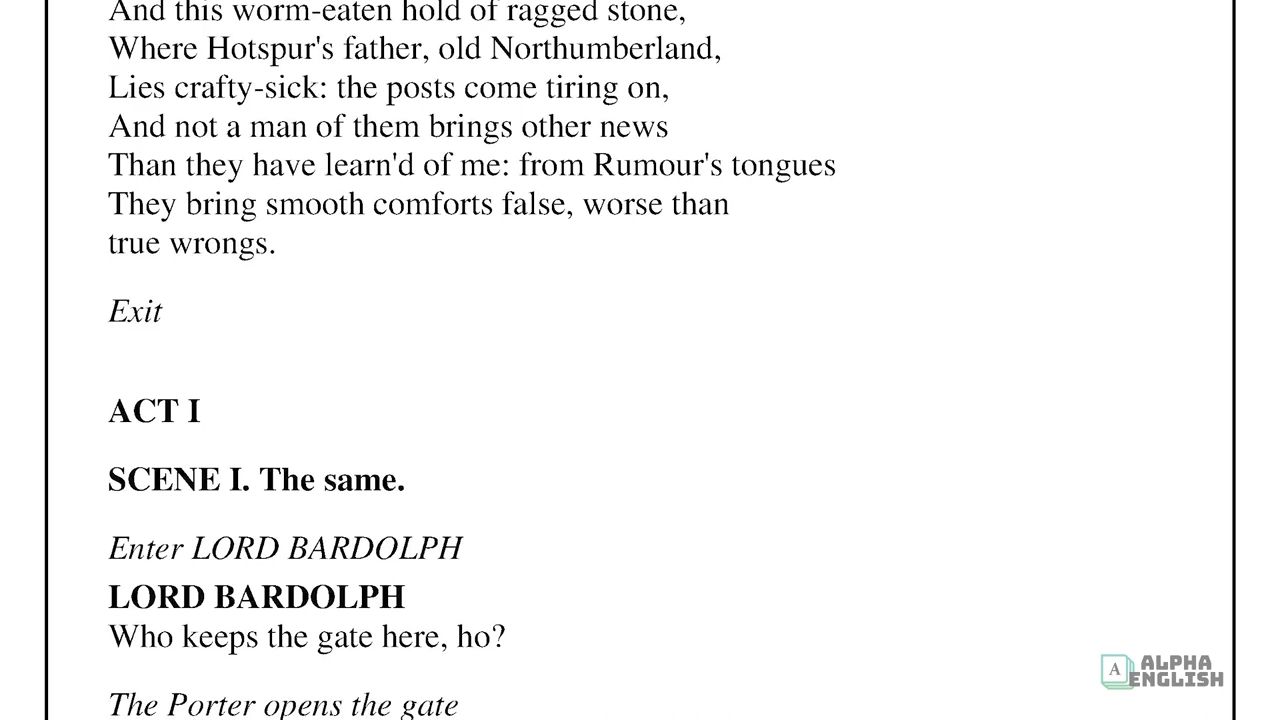 And this worm-eaten hold of ragged stone,
Where Hotspur's father, old Northumberland,
Lies crafty-sick: the posts come tiring on,
And not a man of them brings other news
Than they have learn'd of me: from Rumour's tongues
They bring smooth comforts false, worse than
true wrongs.
Exit
ACT I
SCENE I. The same.
Enter LORD BARDOLPH
LORD BARDOLPH
Who keeps the gate here, ho?
The Porter opens the gate
A ALPHA
ENGLISH